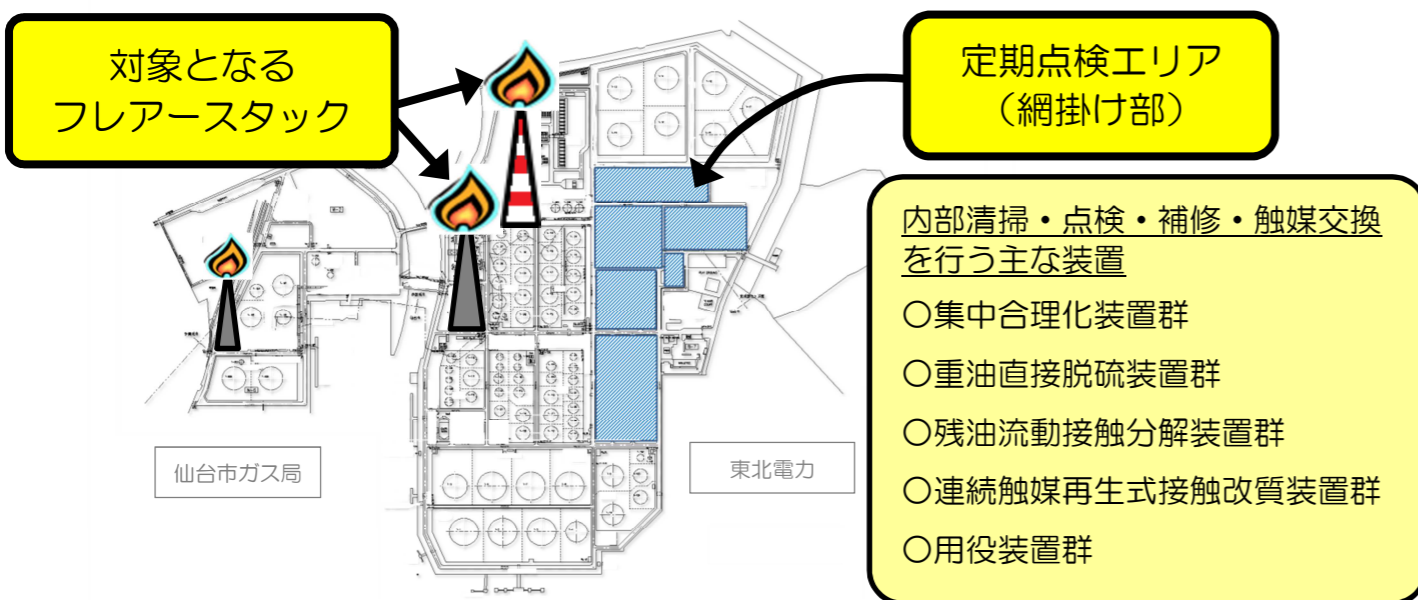 対象となる
フレアースタック
定期点検エリア
（網掛け部）
内部清掃・点検・補修・触媒交換
を行う主な装置
○集中合理化装置群
○重油直接脱硫装置群
○残油流動接触分解装置群
○連続触媒再生式接触改質装置群
○用役装置群
仙台市ガス局
東北電力